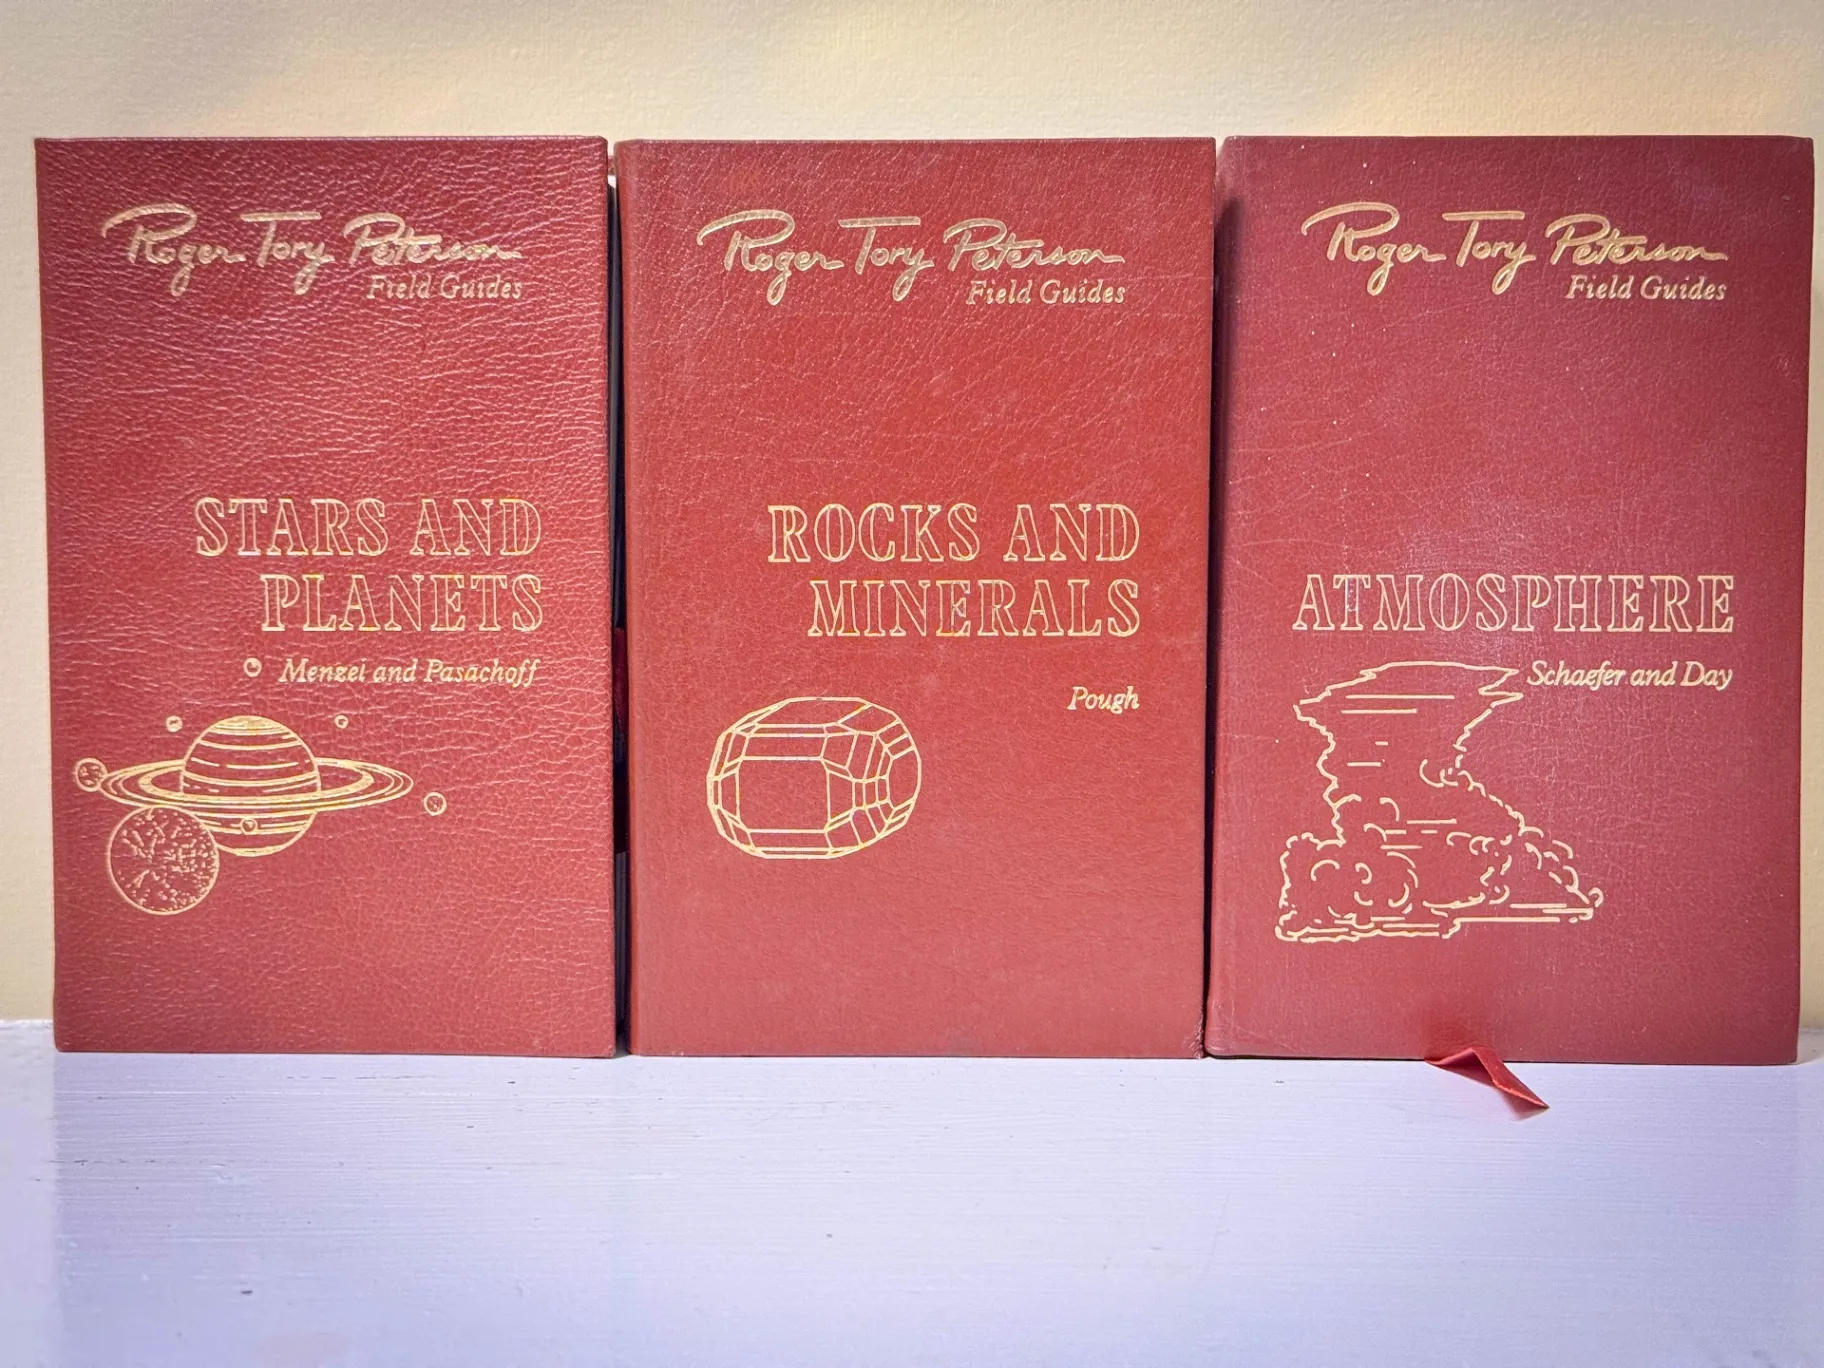 Roger Tory Peterson
Field Guides
STARS AND
PLANETS
Menzel and Pasachoff
Roger Tory Peterson
Field Guides
ROCKS AND
MINERALS
Pough
Roger Tory Peterson
Field Guides
ATMOSPHERE
Schaefer and Day